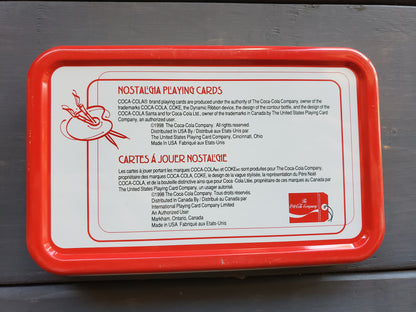 NOSTALGIA PLAYING CARDS
COCA-COLA® brand playing cards are produced under the authority of The Coca-Cola Company, owner of the
trademarks COCA-COLA, COKE, the Dynamic Ribbon device, the design of the contour bottle, and the design of the
COCA-COLA Santa and for Coca-Cola Ltd., owner of the trademarks in Canada by The United States Playing Card Company,
an authorized user.
©1998 The Coca-Cola Company. All rights reserved.
Distributed In USA By / Distribué aux Etats-Unis par
The United States Playing Card Company, Cincinnati, Ohio
Made In USA Fabriqué aux Etats-Unis
CARTES À JOUER NOSTALGIE
Les cartes à jouer portant les marques COCA-COLA® et COKE® sont produites pour The Coca-Cola Company,
propriétaire des marques COCA-COLA, COKE, le design de la vague stylisée, la représentation du Père Noël
COCA-COLA, et de la bouteille distinctive ainsi que pour Coca-Cola Ltée, propriétaire de ces marques au Canada par
The United States Playing Card Company, un usager autorisé.
©1998 The Coca-Cola Company. Tous droits réservés.
Distributed In Canada By / Distribué au Canada par
International Playing Card Company Limited
An Authorized User
Markham, Ontario, Canada
Made in USA Fabriqué aux Etats-Unis
Coca-Cola
The Coca-Cola Company